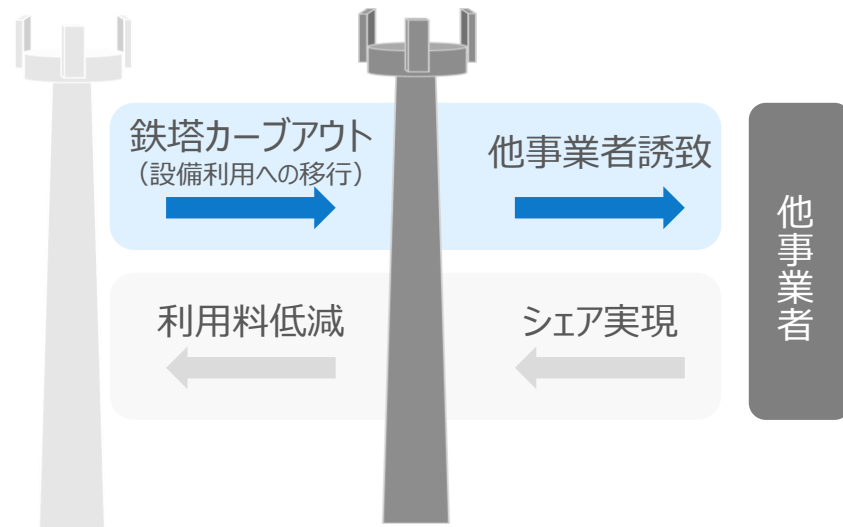 鉄塔カーブアウト
（設備利用への移行）
他事業者誘致
利用料低減
シェア実現
他事業者